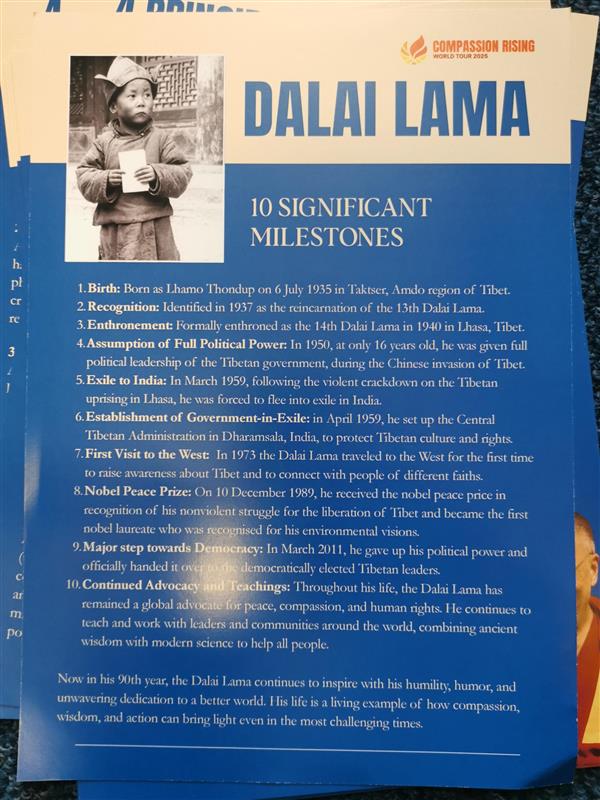 COMPASSION RISING
WORLD TOUR 2025
DALAI LAMA
10 SIGNIFICANT
MILESTONES
1. Birth: Born as Lhamo Thondup on 6 July 1935 in Taktser, Amdo region of Tibet.
2. Recognition: Identified in 1937 as the reincarnation of the 13th Dalai Lama.
3. Enthronement: Formally enthroned as the 14th Dalai Lama in 1940 in Lhasa, Tibet.
4. Assumption of Full Political Power: In 1950, at only 16 years old, he was given full
political leadership of the Tibetan government, during the Chinese invasion of Tibet.
5. Exile to India: In March 1959, following the violent crackdown on the Tibetan
uprising in Lhasa, he was forced to flee into exile in India.
6. Establishment of Government-in-Exile: in April 1959, he set up the Central
Tibetan Administration in Dharamsala, India, to protect Tibetan culture and rights.
7. First Visit to the West: In 1973 the Dalai Lama traveled to the West for the first time
to raise awareness about Tibet and to connect with people of different faiths.
8. Nobel Peace Prize: On 10 December 1989, he received the nobel peace price in
recognition of his nonviolent struggle for the liberation of Tibet and became the first
nobel laureate who was recognised for his environmental visions.
9. Major step towards Democracy: In March 2011, he gave up his political power and
officially handed it over to the democratically elected Tibetan leaders.
10. Continued Advocacy and Teachings: Throughout his life, the Dalai Lama has
remained a global advocate for peace, compassion, and human rights. He continues to
teach and work with leaders and communities around the world, combining ancient
wisdom with modern science to help all people.
Now in his 90th year, the Dalai Lama continues to inspire with his humility, humor, and
unwavering dedication to a better world. His life is a living example of how compassion,
wisdom, and action can bring light even in the most challenging times.